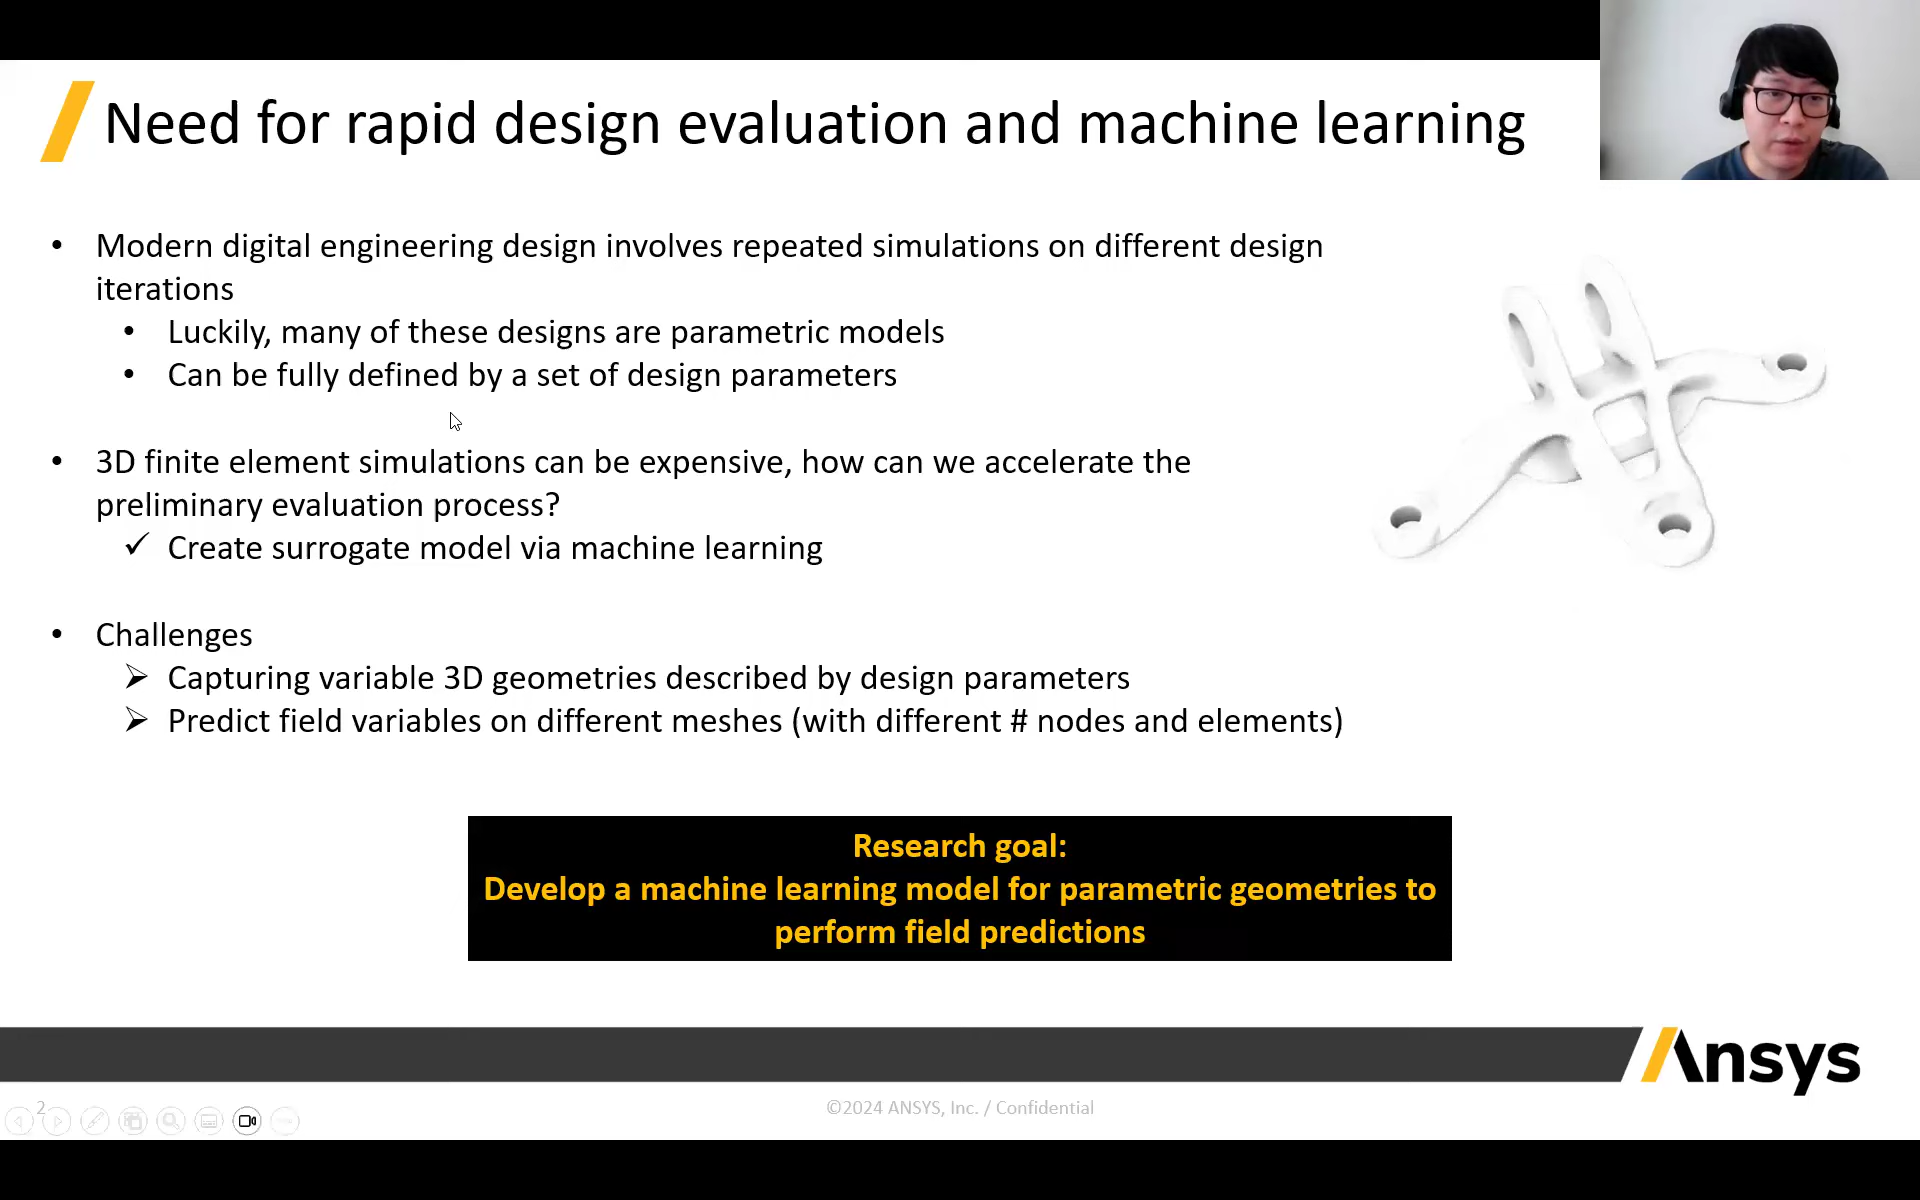 Need for rapid design evaluation and machine learning
• Modern digital engineering design involves repeated simulations on different design
iterations
• Luckily, many of these designs are parametric models
• Can be fully defined by a set of design parameters
• 3D finite element simulations can be expensive, how can we accelerate the
preliminary evaluation process?
✓ Create surrogate model via machine learning
• Challenges
➢ Capturing variable 3D geometries described by design parameters
➢ Predict field variables on different meshes (with different # nodes and elements)
Research goal:
Develop a machine learning model for parametric geometries to
perform field predictions
Ansys
2
©2024 ANSYS, Inc. / Confidential